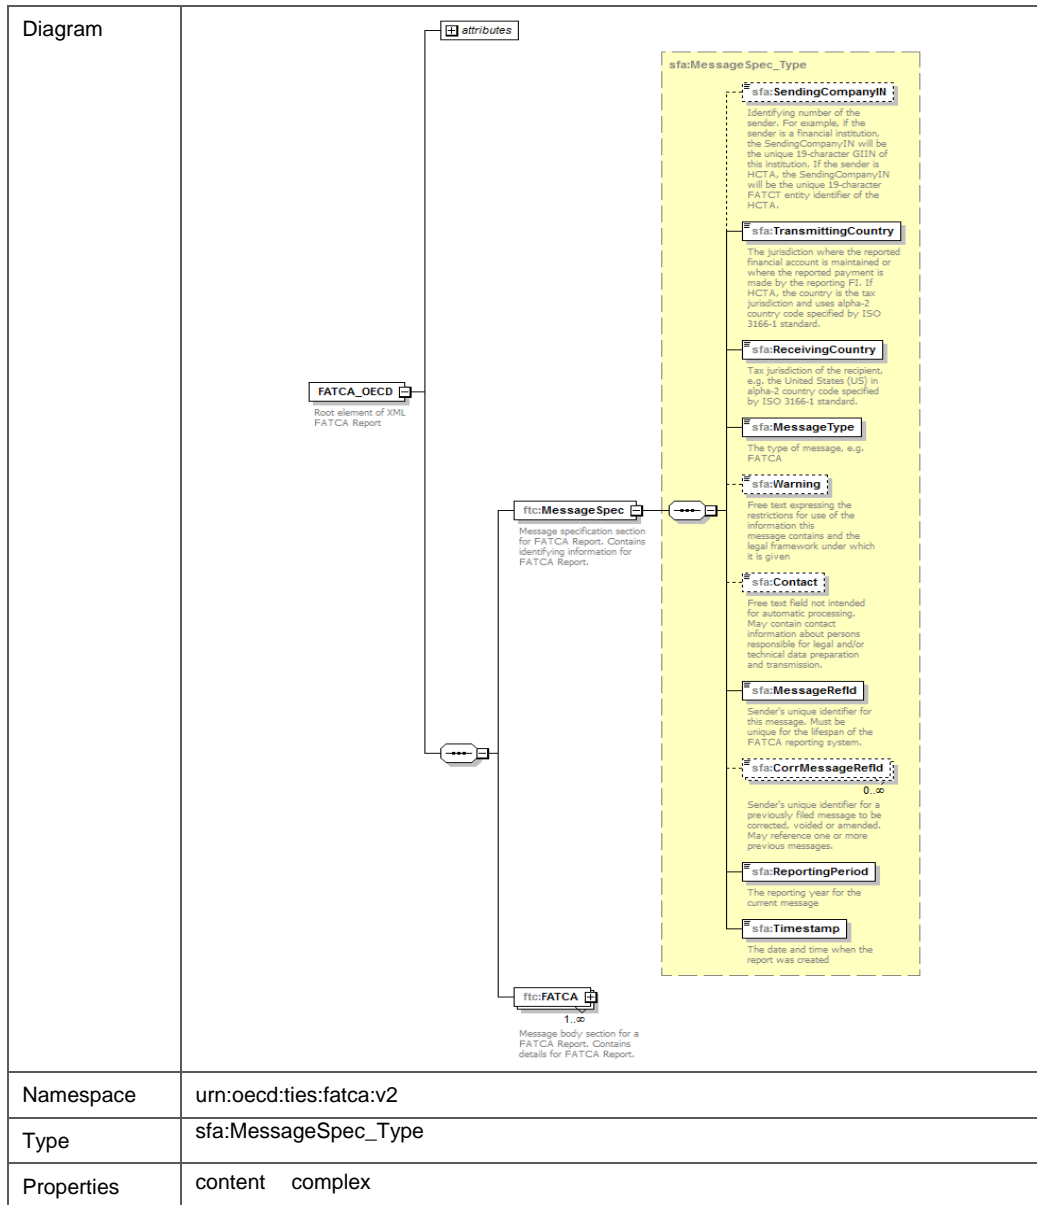 Diagram
attributes
sfa:MessageSpec_Type
sfa:SendingCompanyIN
Identifying number of the
sender. For example, if the
sender is a financial institution,
the SendingCompanyIN will be
the unique 19-character GIIN of
this institution. If the sender is
HCTA, the SendingCompanyIN
will be the unique 19-character
FATCT entity identifier of the
HCTA.
sfa:TransmittingCountry
The jurisdiction where the reported
financial account is maintained or
where the reported payment is
made by the reporting FI. If
HCTA, the country is the tax
jurisdiction and uses alpha-2
country code specified by ISO
3166-1 standard.
sfa:ReceivingCountry
Tax jurisdiction of the recipient,
e.g. the United States (US) in
alpha-2 country code specified
by ISO 3166-1 standard.
FATCA_OECD
Root element of XML
FATCA Report
sfa:MessageType
The type of message, e.g.
FATCA
sfa:Warning
Free text expressing the
restrictions for use of the
information this
message contains and the
legal framework under which
it is given
ftc:MessageSpec
Message specification section
for FATCA Report. Contains
identifying information for
FATCA Report.
sfa:Contact
Free text field not intended
for automatic processing.
May contain contact
information about persons
responsible for legal and/or
technical data preparation
and transmission.
sfa:MessageRefId
Sender's unique identifier for
this message. Must be
unique for the lifespan of the
FATCA reporting system.
sfa:CorrMessageRefId
0..∞
Sender's unique identifier for a
previously filed message to be
corrected, voided or amended.
May reference one or more
previous messages.
sfa:ReportingPeriod
The reporting year for the
current message
sfa:Timestamp
The date and time when the
report was created
ftc:FATCA
1..∞
Message body section for a
FATCA Report. Contains
details for FATCA Report.
Namespace urn:oecd:ties:fatca:v2
Type sfa:MessageSpec_Type
Properties content complex